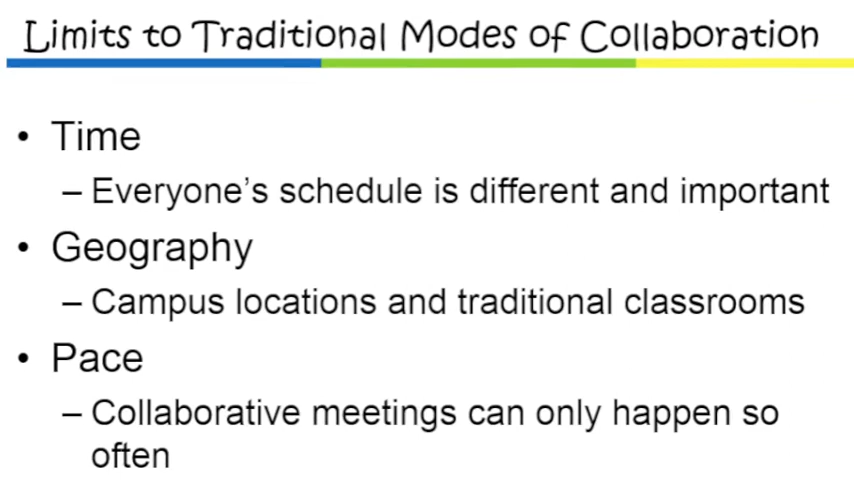 Limits to Traditional Modes of Collaboration
• Time
– Everyone’s schedule is different and important
• Geography
– Campus locations and traditional classrooms
• Pace
– Collaborative meetings can only happen so
often